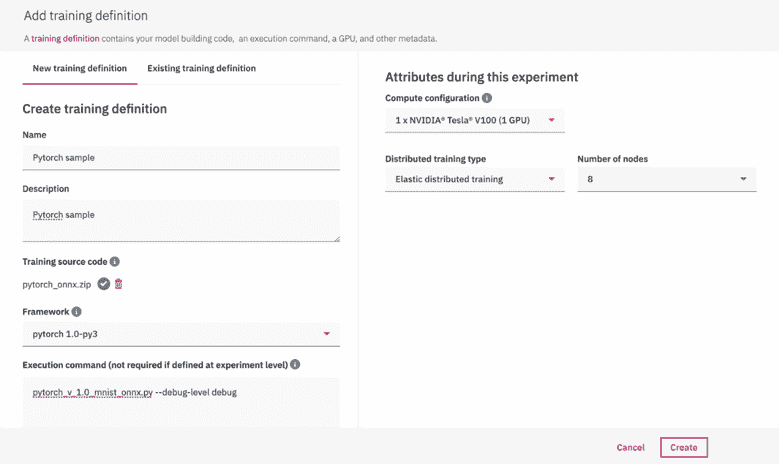 Add training definition
A training definition contains your model building code, an execution command, a GPU, and other metadata.
New training definition
Existing training definition
Create training definition
Name
Pytorch sample
Description
Pytorch sample
Training source code
pytorch_onnx.zip
Framework
pytorch 1.0-py3
Execution command (not required if defined at experiment level)
pytorch_v_1.0_mnist_onnx.py --debug-level debug
Attributes during this experiment
Compute configuration
1 x NVIDIA® Tesla® V100 (1 GPU)
Distributed training type
Number of nodes
Elastic distributed training
8
Cancel
Create